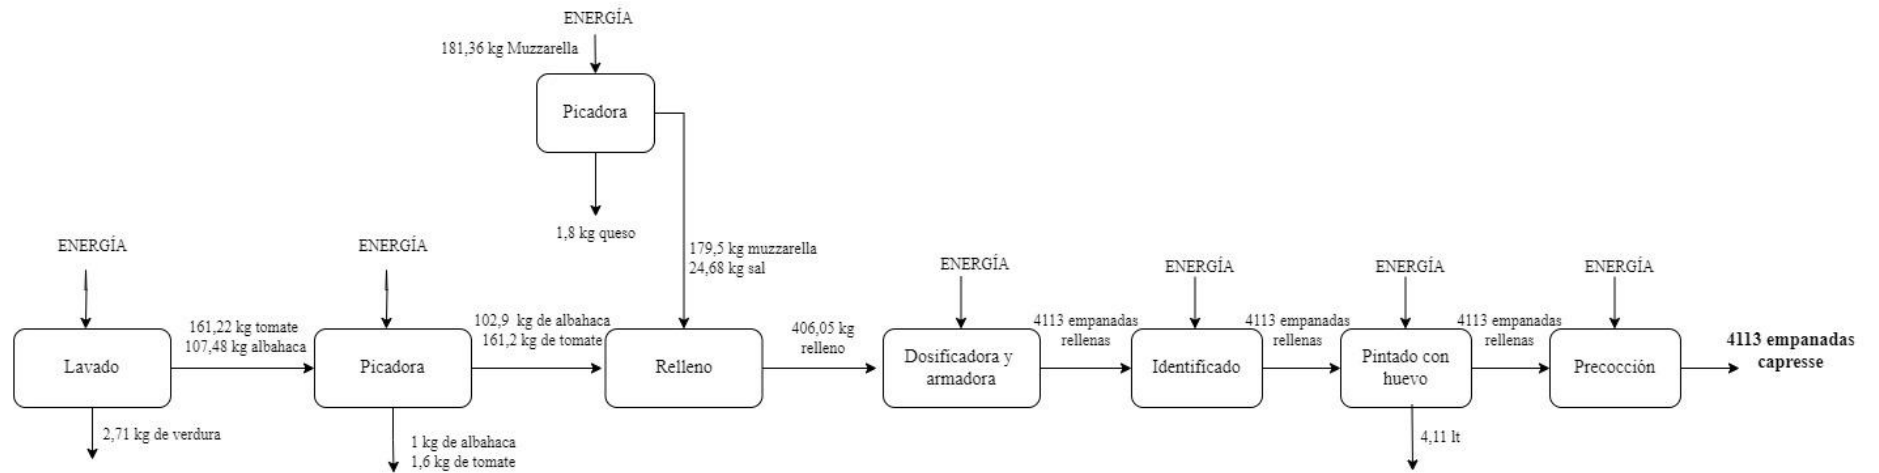 ENERGÍA
181,36 kg Muzzarella
Picadora
1,8 kg queso
179,5 kg muzzarella
24,68 kg sal
ENERGÍA
Lavado
2,71 kg de verdura
161,22 kg tomate
107,48 kg albahaca
ENERGÍA
Picadora
1 kg de albahaca
1,6 kg de tomate
102,9 kg de albahaca
161,2 kg de tomate
Relleno
406,05 kg
relleno
ENERGÍA
Dosificadora y
armadora
4113 empanadas
rellenas
ENERGÍA
Identificado
4113 empanadas
rellenas
ENERGÍA
Pintado con
huevo
4,11 lt
4113 empanadas
rellenas
ENERGÍA
Precocción
4113 empanadas
capresse